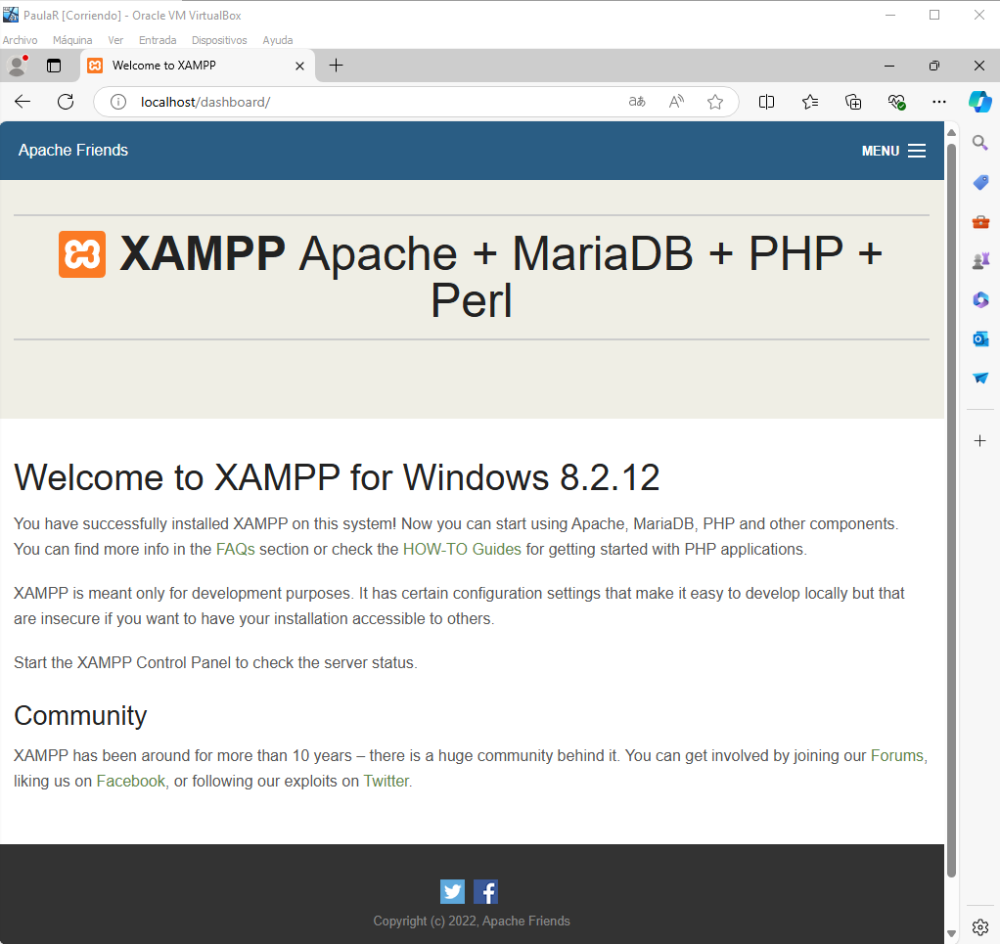 PaulaR [Corriendo] - Oracle VM VirtualBox
Archivo Máquina Ver Entrada Dispositivos Ayuda
Welcome to XAMPP
localhost/dashboard/
Apache Friends
MENU
XAMPP Apache + MariaDB + PHP +
Perl
Welcome to XAMPP for Windows 8.2.12
You have successfully installed XAMPP on this system! Now you can start using Apache, MariaDB, PHP and other components.
You can find more info in the FAQs section or check the HOW-TO Guides for getting started with PHP applications.
XAMPP is meant only for development purposes. It has certain configuration settings that make it easy to develop locally but that
are insecure if you want to have your installation accessible to others.
Start the XAMPP Control Panel to check the server status.
Community
XAMPP has been around for more than 10 years – there is a huge community behind it. You can get involved by joining our Forums,
liking us on Facebook, or following our exploits on Twitter.
Copyright (c) 2022, Apache Friends